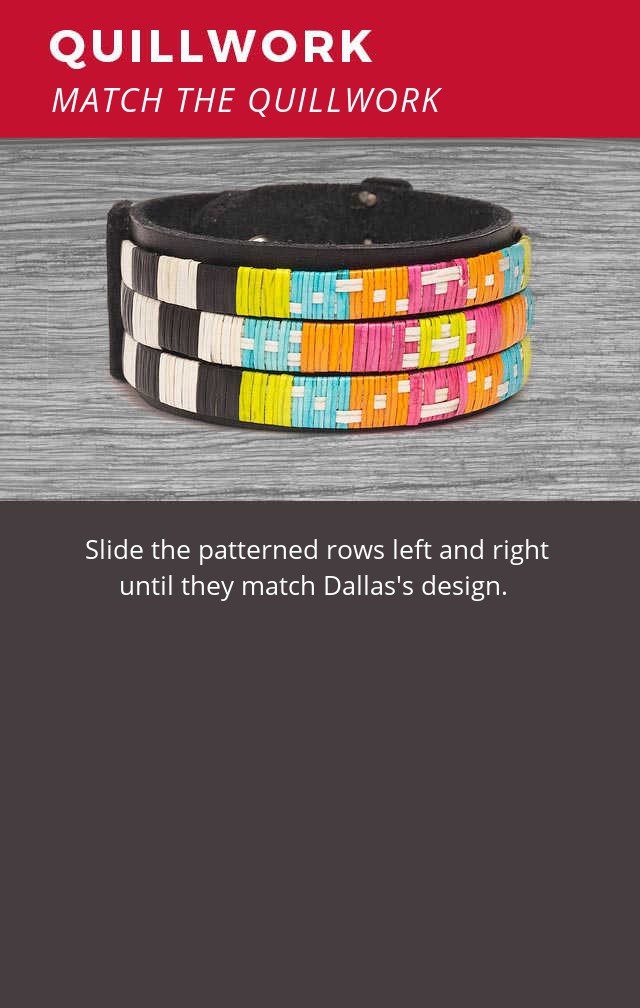 QUILLWORK
MATCH THE QUILLWORK
Slide the patterned rows left and right
until they match Dallas's design.